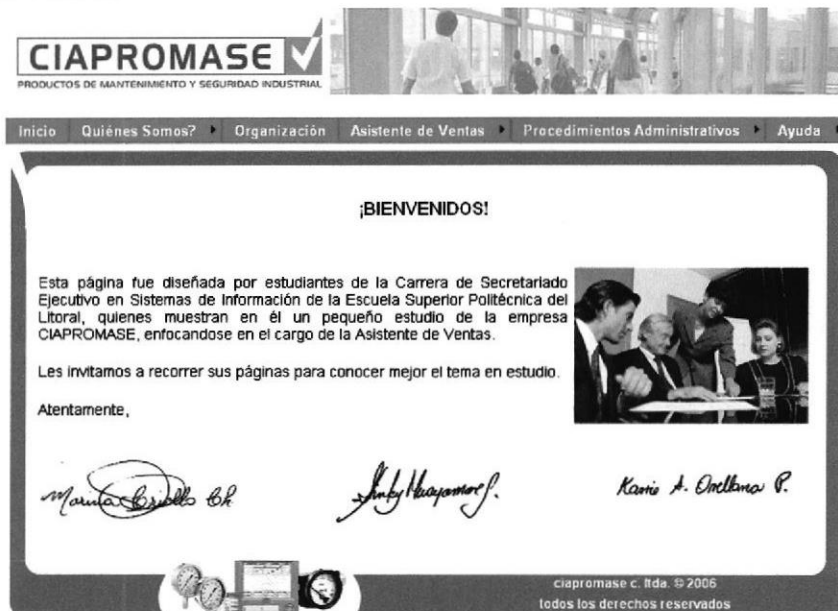 CIAPROMASE
PRODUCTOS DE MANTENIMIENTO Y SEGURIDAD INDUSTRIAL
Inicio Quiénes Somos? Organización Asistente de Ventas Procedimientos Administrativos Ayuda
¡BIENVENIDOS!
Esta página fue diseñada por estudiantes de la Carrera de Secretariado
Ejecutivo en Sistemas de Información de la Escuela Superior Politécnica del
Litoral, quienes muestran en él un pequeño estudio de la empresa
CIAPROMASE, enfocandose en el cargo de la Asistente de Ventas.
Les invitamos a recorrer sus páginas para conocer mejor el tema en estudio.
Atentamente,
Ch
Orellana P.
ciapromase c. ltda. © 2006
todos los derechos reservados